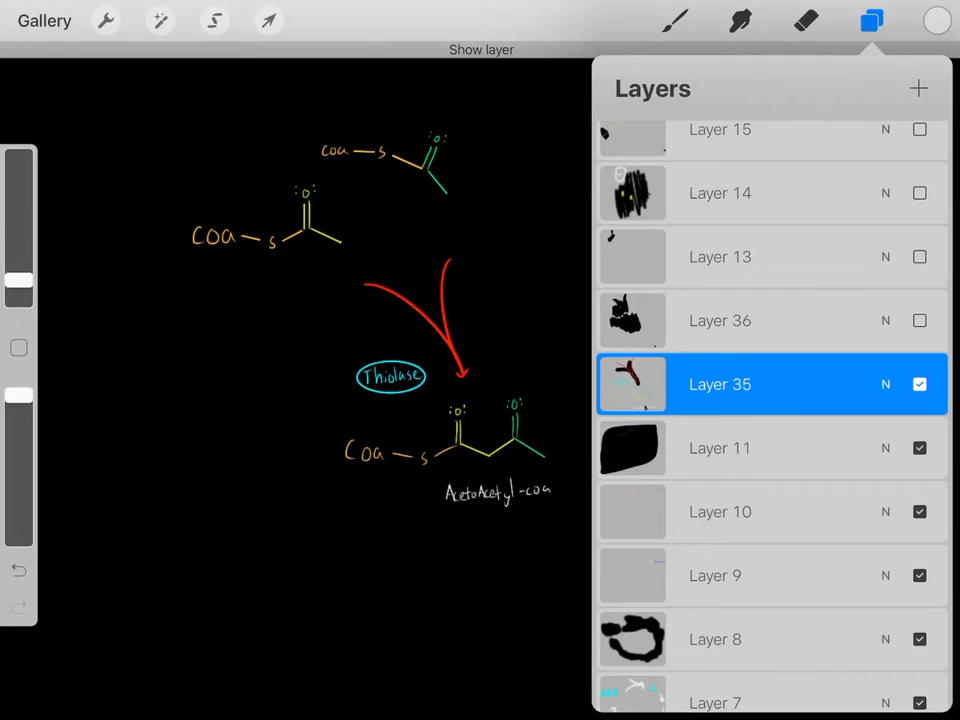 Gallery
Show layer
Layers
Layer 15 N
Layer 14 N
Layer 13 N
Layer 36 N
Layer 35 N
Layer 11 N
Layer 10 N
Layer 9 N
Layer 8 N
Layer 7 N
coa — s
:o:
:o:
COA — s
Thiolase
:o: :o:
COA — s
AcetoAcetyl-coa